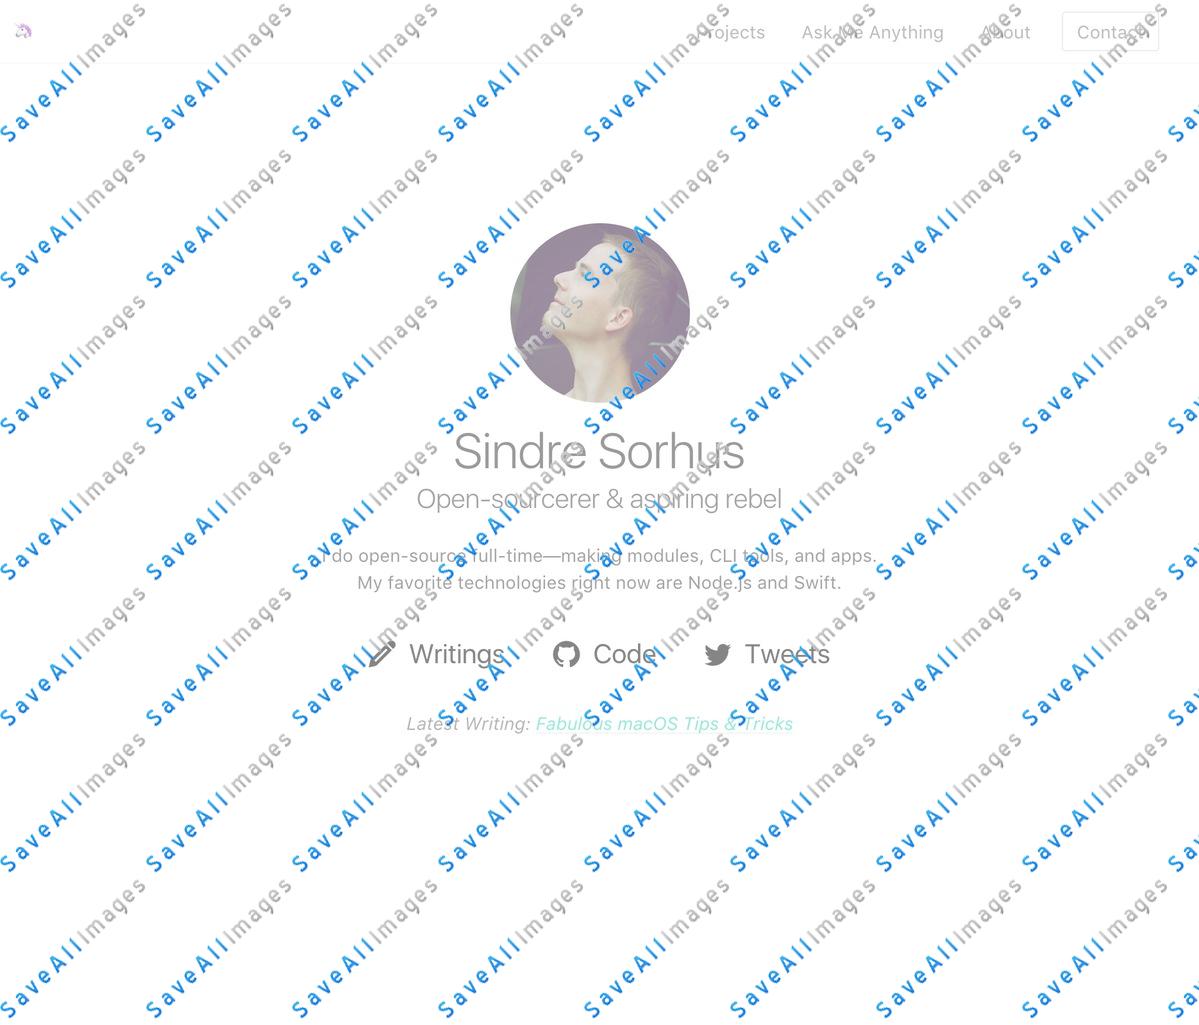 Projects Ask Me Anything About Contact
Sindre Sorhus
Open-sourcerer & aspiring rebel
I do open-source full-time—making modules, CLI tools, and apps.
My favorite technologies right now are Node.js and Swift.
Writings Code Tweets
Latest Writing: Fabulous macOS Tips & Tricks
SaveAllImages